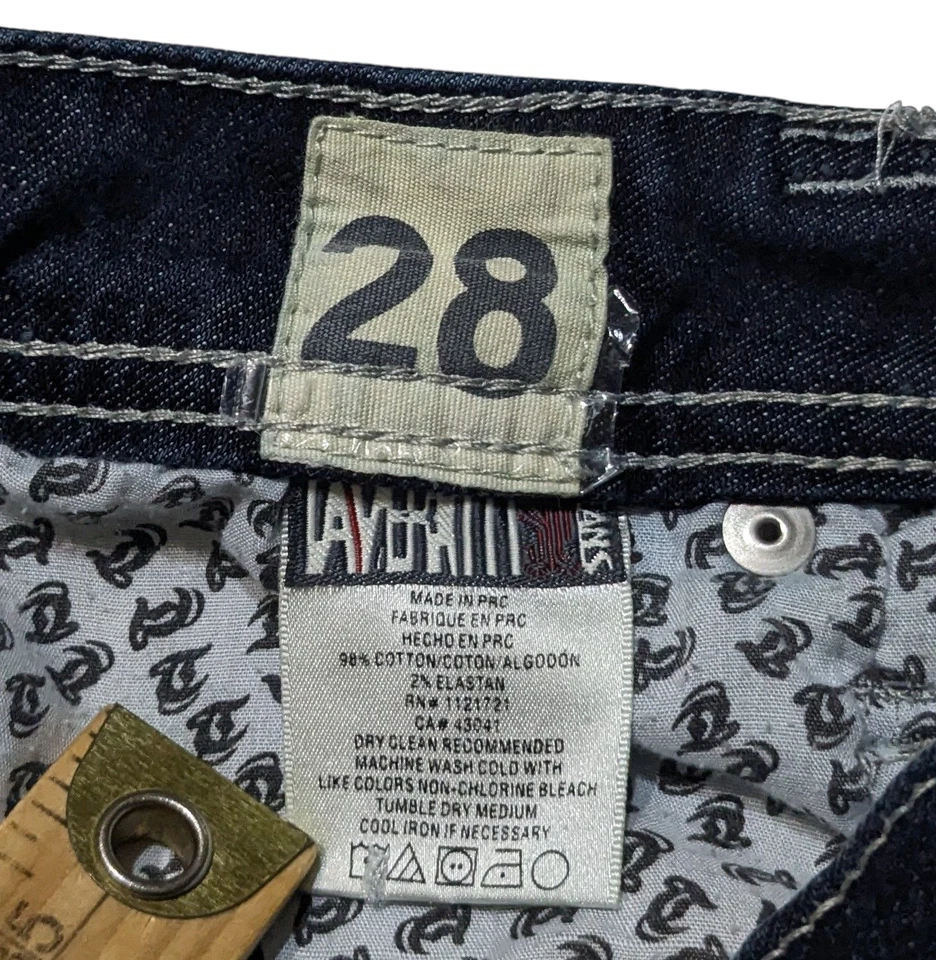 28
MADE IN PRC
FABRIQUE EN PRC
HECHO EN PRC
98% COTTON/COTON/ALGODON
2% ELASTAN
RN# 1121721
CA# 43041
DRY CLEAN RECOMMENDED
MACHINE WASH COLD WITH
LIKE COLORS NON-CHLORINE BLEACH
TUMBLE DRY MEDIUM
COOL IRON IF NECESSARY